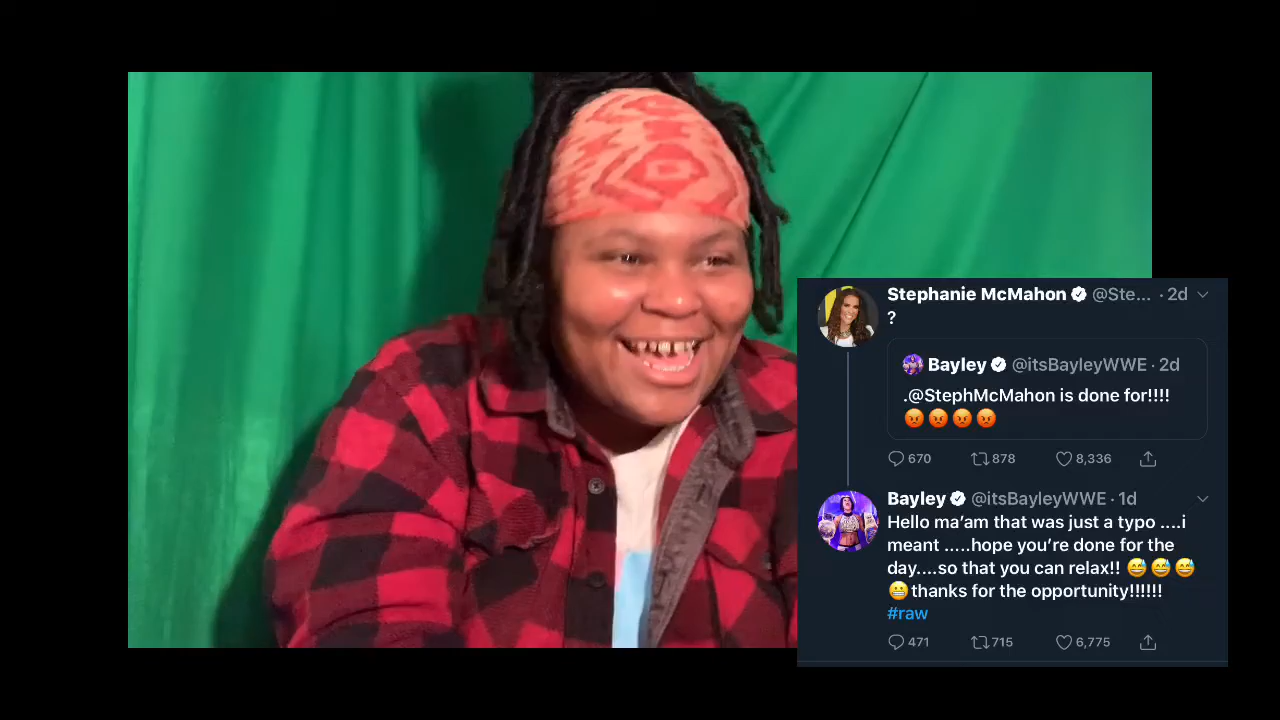 Stephanie McMahon @Ste... · 2d
?
Bayley @itsBayleyWWE · 2d
.@StephMcMahon is done for!!!!
😡😡😡😡
670 878 8,336
Bayley @itsBayleyWWE · 1d
Hello ma'am that was just a typo ....i
meant .....hope you're done for the
day....so that you can relax!! 😅😅😅
😬thanks for the opportunity!!!!!!
#raw
471 715 6,775